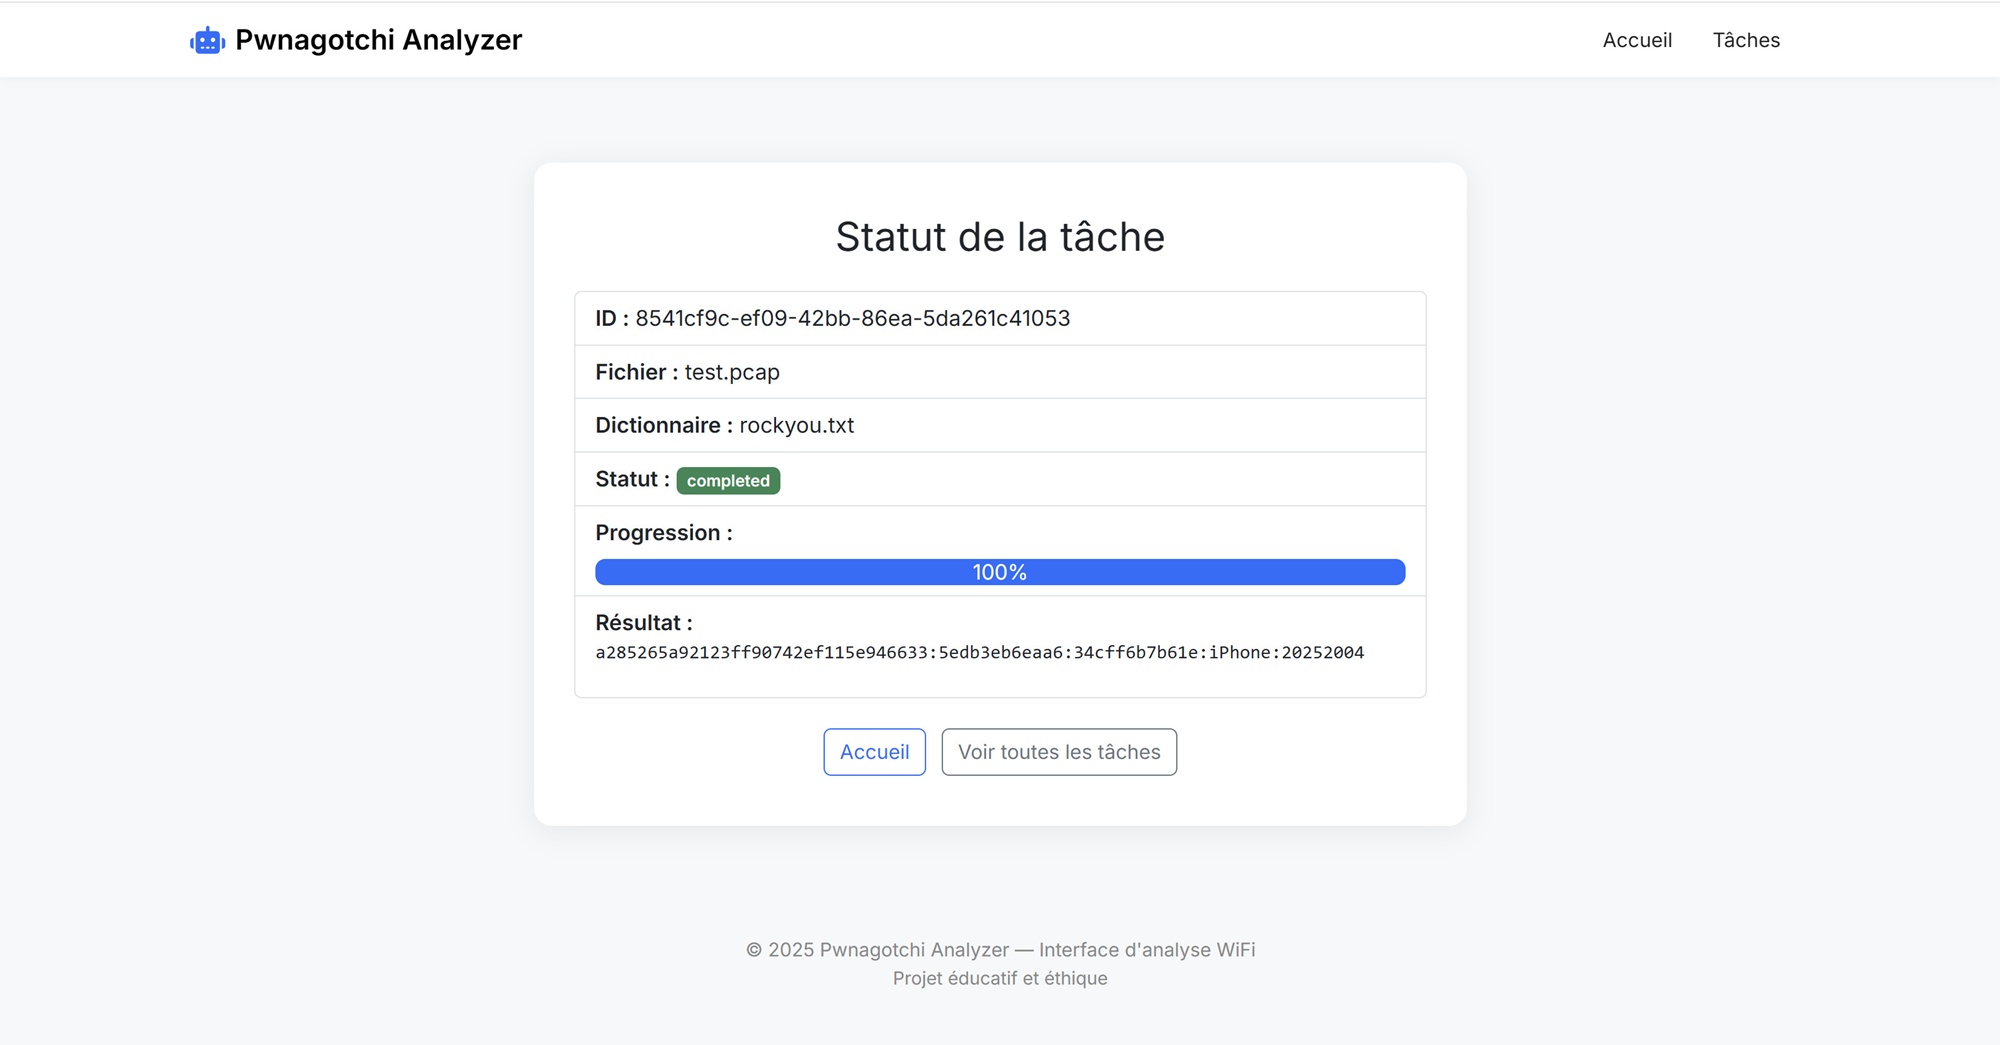 Pwnagotchi Analyzer
Accueil Tâches
Statut de la tâche
ID : 8541cf9c-ef09-42bb-86ea-5da261c41053
Fichier : test.pcap
Dictionnaire : rockyou.txt
Statut : completed
Progression :
100%
Résultat :
a285265a92123ff90742ef115e946633:5edb3eb6eaa6:34cff6b7b61e:iPhone:20252004
Accueil Voir toutes les tâches
© 2025 Pwnagotchi Analyzer — Interface d'analyse WiFi
Projet éducatif et éthique